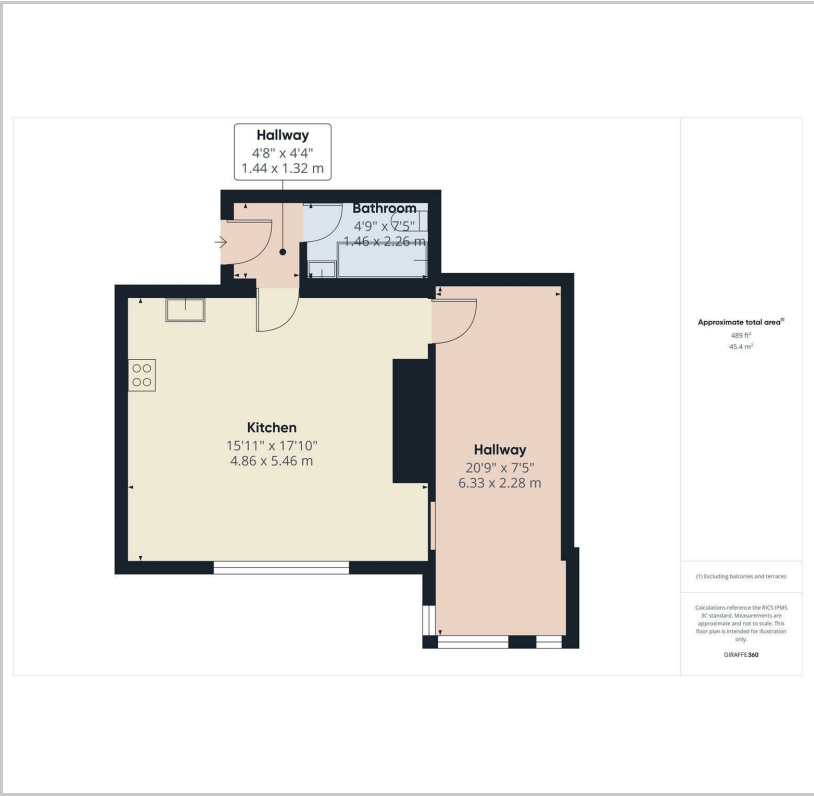 Hallway
4'8" x 4'4"
1.44 x 1.32 m
Bathroom
4'9" x 7'5"
1.46 x 2.26 m
Kitchen
15'11" x 17'10"
4.86 x 5.46 m
Hallway
20'9" x 7'5"
6.33 x 2.28 m
Approximate total area⁽¹⁾
489 ft²
45.4 m²
(1) Excluding balconies and terraces
Calculations reference the RICS IPMS
3C standard. Measurements are
approximate and not to scale. This
floor plan is intended for illustration
only.
GIRAFFE360